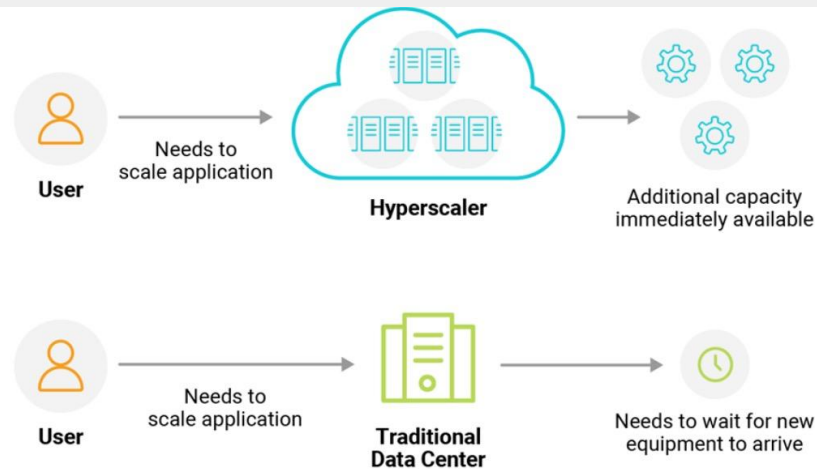 Needs to
scale application
User
Hyperscaler
Additional capacity
immediately available
Needs to
scale application
User
Traditional
Data Center
Needs to wait for new
equipment to arrive